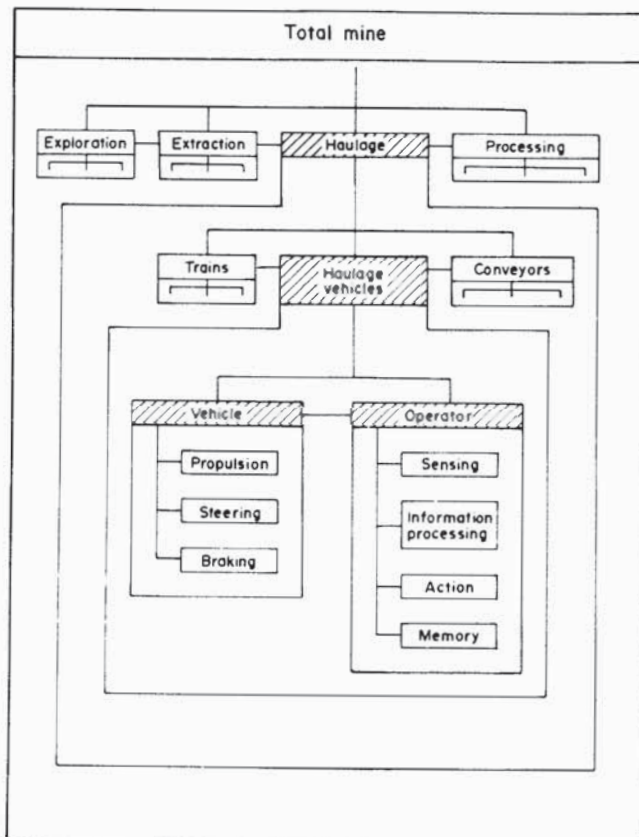 Total mine
Exploration
Extraction
Haulage
Processing
Trains
Haulage
vehicles
Conveyors
Vehicle
Operator
Propulsion
Steering
Braking
Sensing
Information
processing
Action
Memory